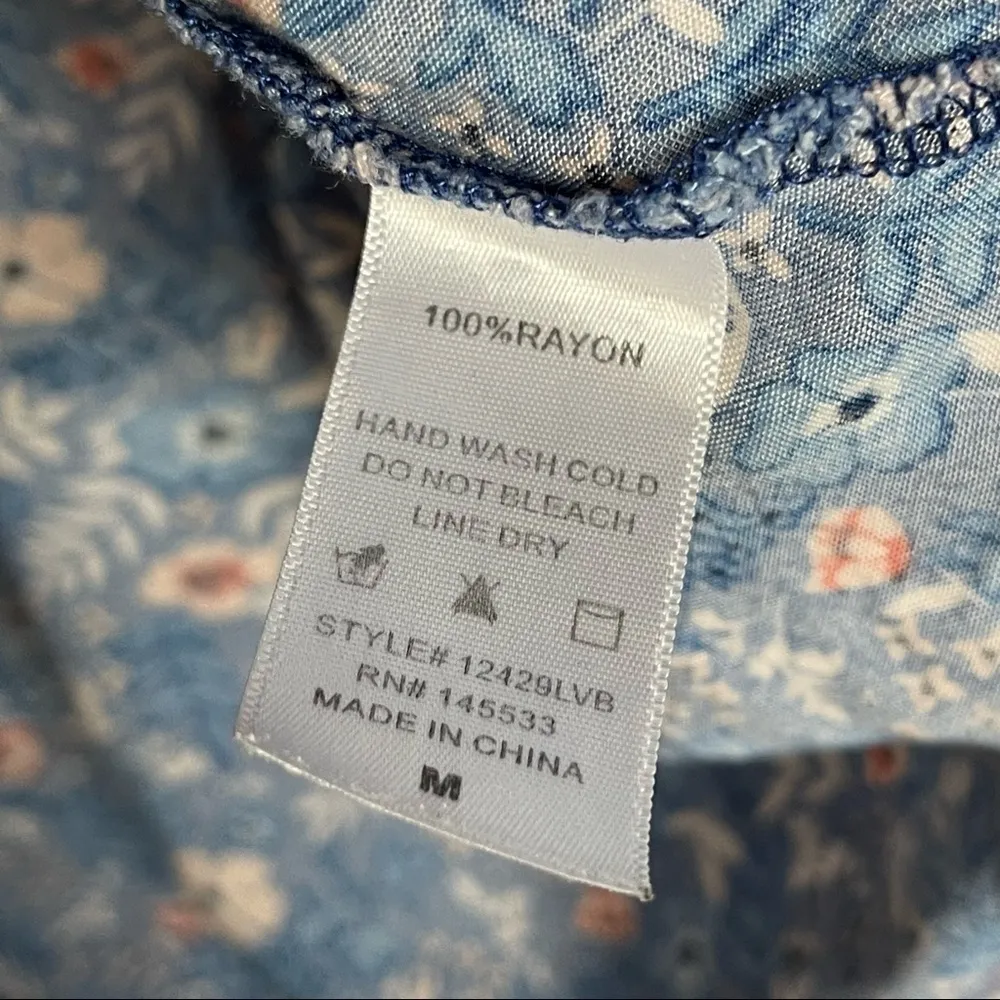 100%RAYON
HAND WASH COLD
DO NOT BLEACH
LINE DRY
STYLE# 12429LVB
RN# 145533
MADE IN CHINA
M